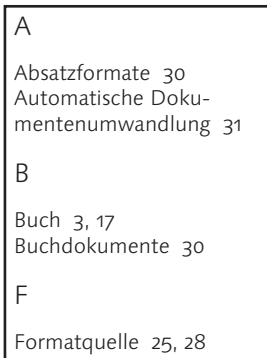 A
Absatzformate 30
Automatische Doku-
mentenumwandlung 31
B
Buch 3, 17
Buchdokumente 30
F
Formatquelle 25, 28